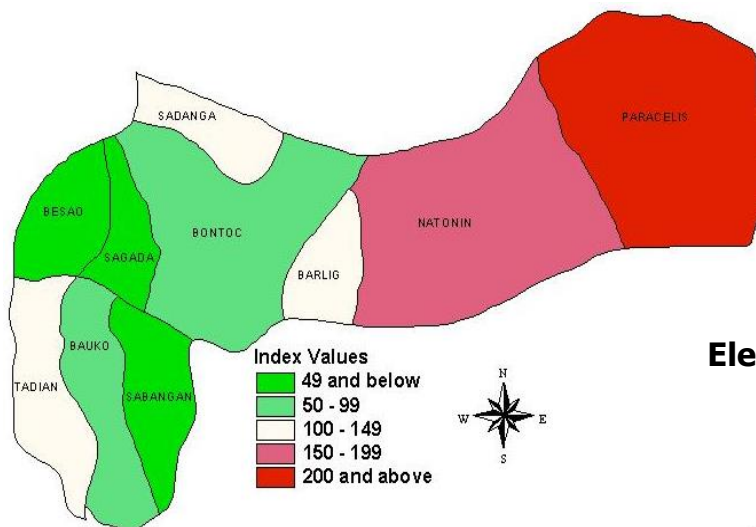 SADANGA
PARACELIS
BESAO
BONTOC
NATONIN
SAGADA
BARLIG
BAUKO
TADIAN
SABANGAN
Index Values
49 and below
50 - 99
100 - 149
150 - 199
200 and above
N
W E
S
Ele